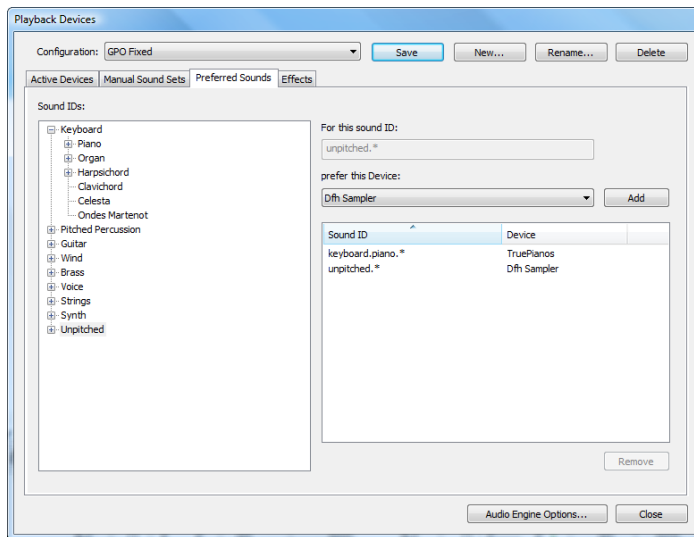 Playback Devices
Configuration: GPO Fixed Save New... Rename... Delete
Active Devices Manual Sound Sets Preferred Sounds Effects
Sound IDs:
Keyboard
Piano
Organ
Harpsichord
Clavichord
Celesta
Ondes Martenot
Pitched Percussion
Guitar
Wind
Brass
Voice
Strings
Synth
Unpitched
For this sound ID:
unpitched.*
prefer this Device:
Dfh Sampler Add
Sound ID Device
keyboard.piano.* TruePianos
unpitched.* Dfh Sampler
Remove
Audio Engine Options... Close